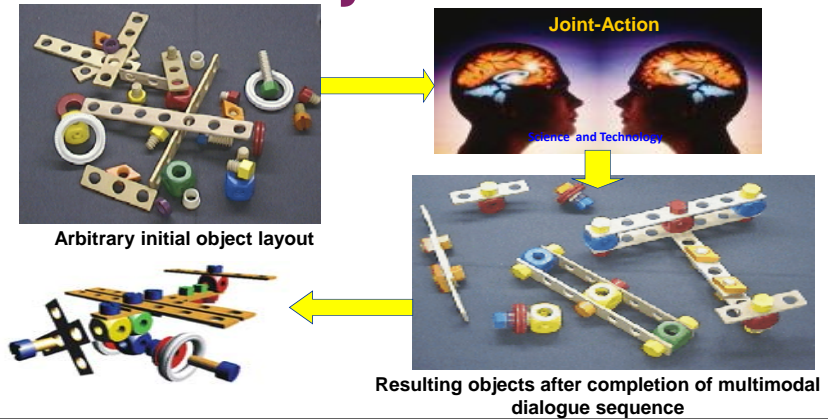 Joint-Action
Science and Technology
Arbitrary initial object layout
Resulting objects after completion of multimodal
dialogue sequence